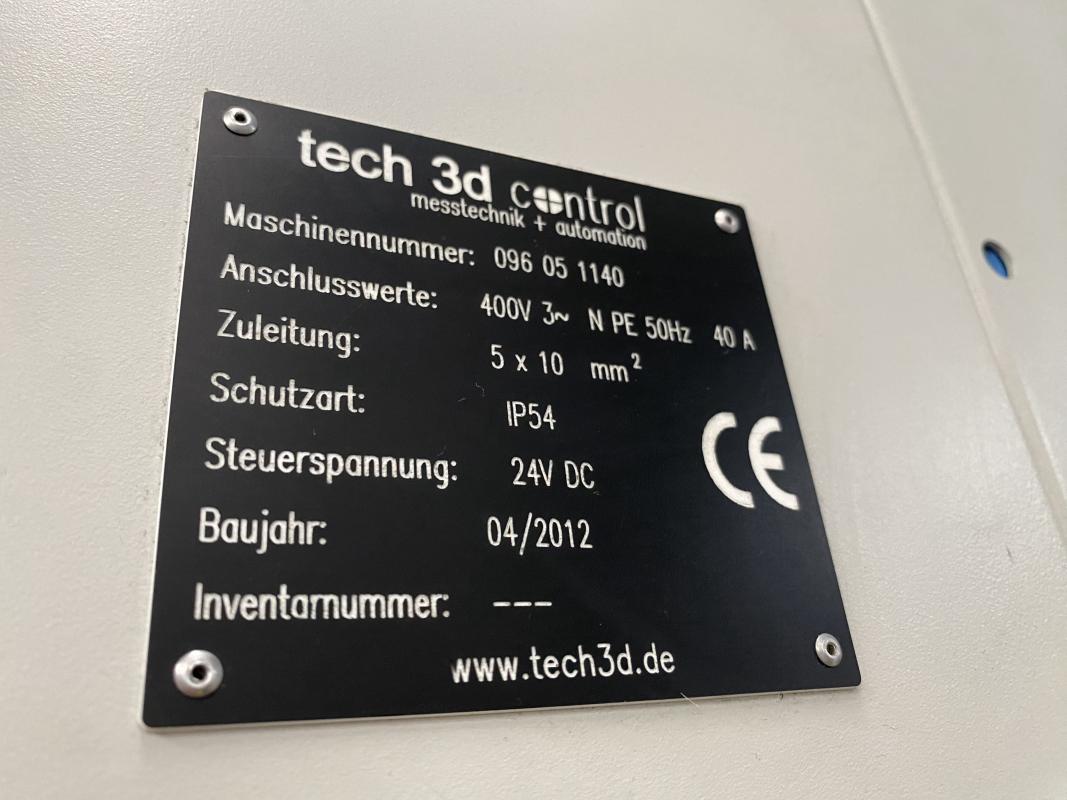 tech 3d control
messtechnik + automation
Maschinennummer: 096 05 1140
Anschlusswerte: 400V 3~ N PE 50Hz 40 A
Zuleitung: 5 x 10 mm²
Schutzart: IP54
Steuerspannung: 24V DC
CE
Baujahr: 04/2012
Inventarnummer: ---
www.tech3d.de